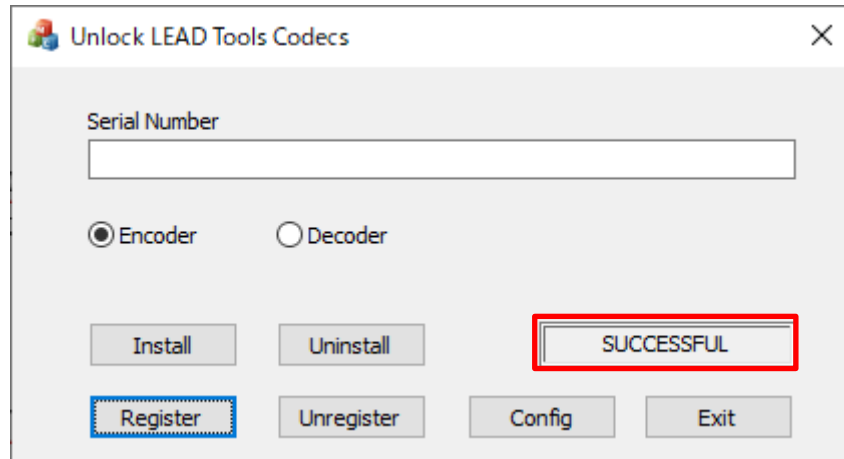 Unlock LEAD Tools Codecs
Serial Number
Encoder Decoder
Install Uninstall SUCCESSFUL
Register Unregister Config Exit